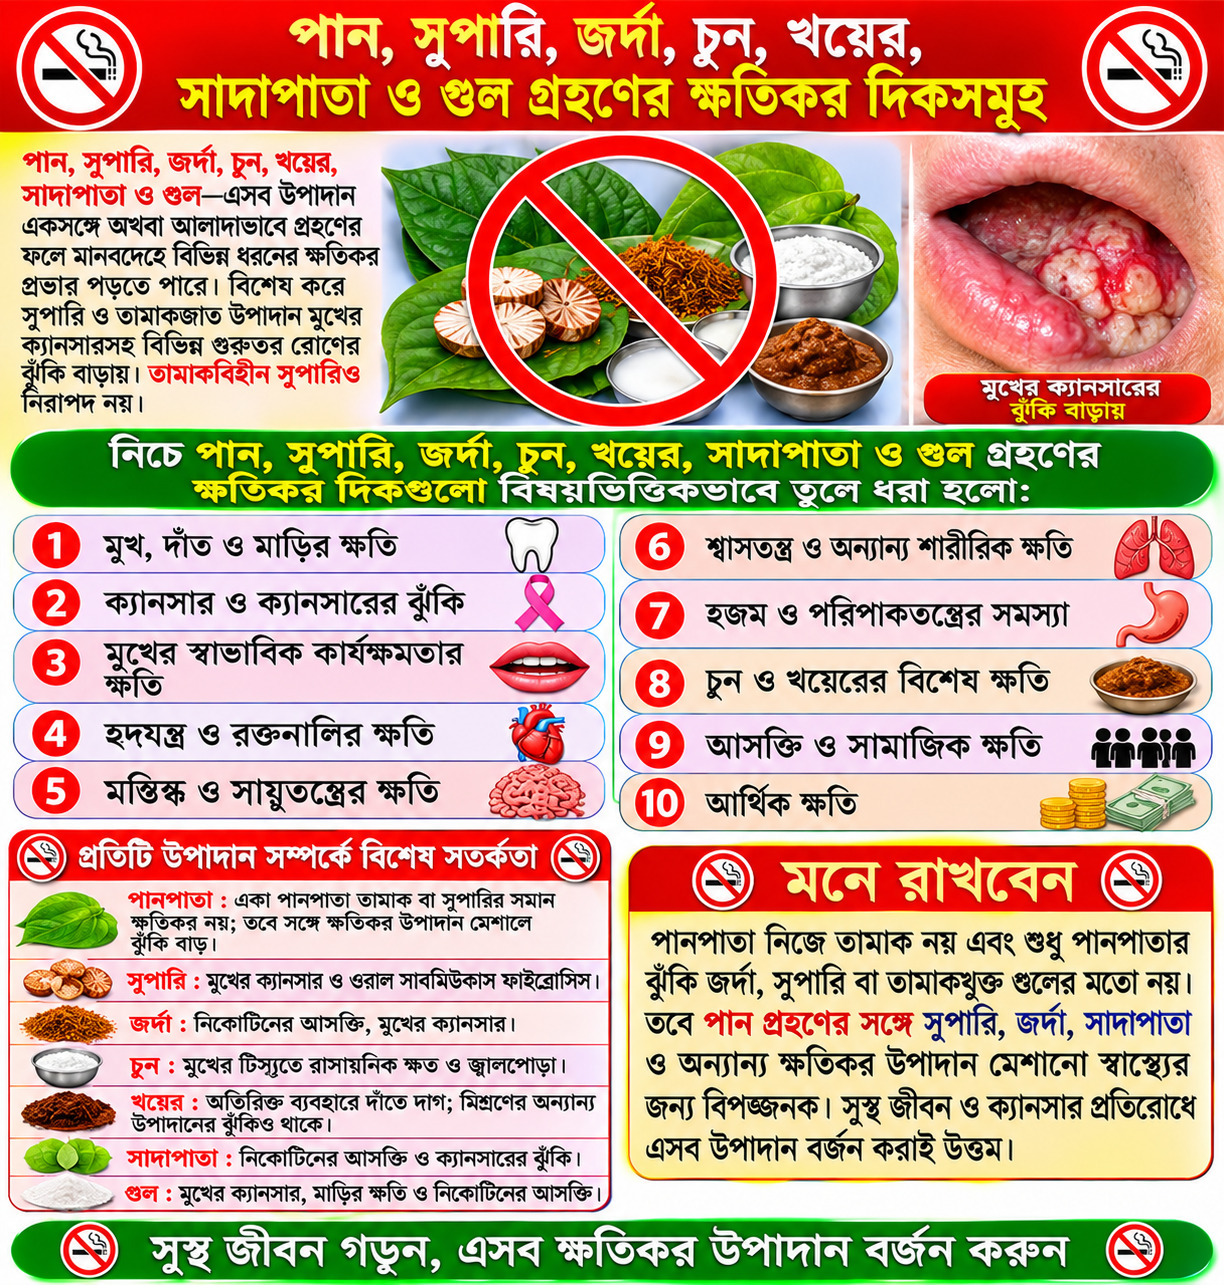 পান, সুপারি, জর্দা, চুন, খয়ের,
সাদাপাতা ও গুল গ্রহণের ক্ষতিকর দিকসমুহ
পান, সুপারি, জর্দা, চুন, খয়ের,
সাদাপাতা ও গুল—এসব উপাদান
একসঙ্গে অথবা আলাদাভাবে গ্রহণের
ফলে মানবদেহে বিভিন্ন ধরনের ক্ষতিকর
প্রভার পড়তে পারে। বিশেষ করে
সুপারি ও তামাকজাত উপাদান মুখের
ক্যানসারসহ বিভিন্ন গুরুতর রোগের
ঝুঁকি বাড়ায়। তামাকবিহীন সুপারিও
নিরাপদ নয়।
মুখের ক্যানসারের
ঝুঁকি বাড়ায়
নিচে পান, সুপারি, জর্দা, চুন, খয়ের, সাদাপাতা ও গুল গ্রহণের
ক্ষতিকর দিকগুলো বিষয়ভিত্তিকভাবে তুলে ধরা হলো:
1 মুখ, দাঁত ও মাড়ির ক্ষতি
2 ক্যানসার ও ক্যানসারের ঝুঁকি
3 মুখের স্বাভাবিক কার্যক্ষমতার
ক্ষতি
4 হৃদযন্ত্র ও রক্তনালির ক্ষতি
5 মস্তিষ্ক ও সায়ুতন্ত্রের ক্ষতি
6 শ্বাসতন্ত্র ও অন্যান্য শারীরিক ক্ষতি
7 হজম ও পরিপাকতন্ত্রের সমস্যা
8 চুন ও খয়েরের বিশেষ ক্ষতি
9 আসক্তি ও সামাজিক ক্ষতি
10 আর্থিক ক্ষতি
প্রতিটি উপাদান সম্পর্কে বিশেষ সতর্কতা
পানপাতা : একা পানপাতা তামাক বা সুপারির সমান
ক্ষতিকর নয়; তবে সঙ্গে ক্ষতিকর উপাদান মেশালে
ঝুঁকি বাড়।
সুপারি : মুখের ক্যানসার ও ওরাল সাবমিউকাস ফাইব্রোসিস।
জর্দা : নিকোটিনের আসক্তি, মুখের ক্যানসার।
চুন : মুখের টিস্যুতে রাসায়নিক ক্ষত ও জ্বালপোড়া।
খয়ের : অতিরিক্ত ব্যবহারে দাঁতে দাগ; মিশ্রণের অন্যান্য
উপাদানের ঝুঁকিও থাকে।
সাদাপাতা : নিকোটিনের আসক্তি ও ক্যানসারের ঝুঁকি।
গুল : মুখের ক্যানসার, মাড়ির ক্ষতি ও নিকোটিনের আসক্তি।
মনে রাখবেন
পানপাতা নিজে তামাক নয় এবং শুধু পানপাতার
ঝুঁকি জর্দা, সুপারি বা তামাকযুক্ত গুলের মতো নয়।
তবে পান গ্রহণের সঙ্গে সুপারি, জর্দা, সাদাপাতা
ও অন্যান্য ক্ষতিকর উপাদান মেশানো স্বাস্থ্যের
জন্য বিপজ্জনক। সুস্থ জীবন ও ক্যানসার প্রতিরোধে
এসব উপাদান বর্জন করাই উত্তম।
সুস্থ জীবন গড়ুন, এসব ক্ষতিকর উপাদান বর্জন করুন